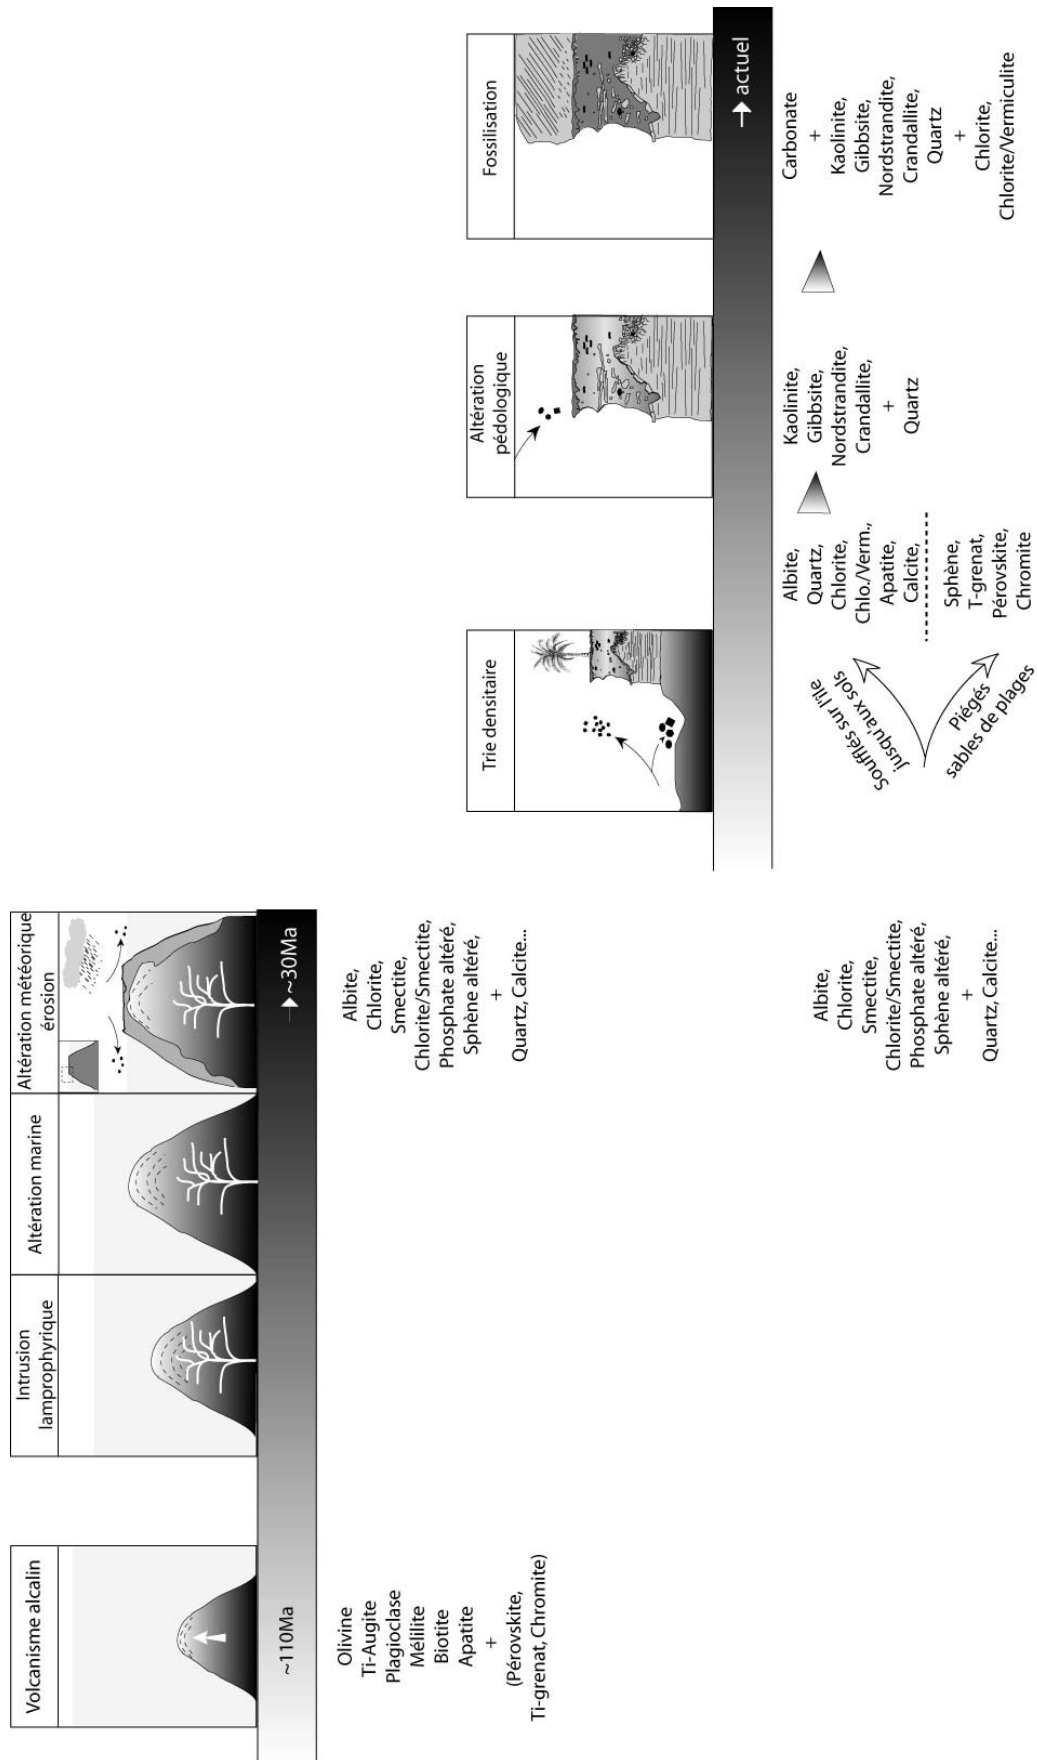 Volcanisme alcalin
Intrusion
lamprophyrique
Altération marine
Altération météorique
érosion
~110Ma
~30Ma
Olivine
Ti-Augite
Plagioclase
Mélilite
Biotite
Apatite
+
(Pérovskite,
Ti-grenat, Chromite)
Albite,
Chlorite,
Smectite,
Chlorite/Smectite,
Phosphate altéré,
Sphène altéré,
+
Quartz, Calcite...
Trie densitaire
Altération
pédologique
Fossilisation
actuel
Albite,
Chlorite,
Smectite,
Chlorite/Smectite,
Phosphate altéré,
Sphène altéré,
+
Quartz, Calcite...
Soufflés sur l'île
jusqu'aux sols
Piégés
sables de plages
Albite,
Quartz,
Chlorite,
Chlo./Verm.,
Apatite,
Calcite,
Sphène,
T-grenat,
Pérovskite,
Chromite
Kaolinite,
Gibbsite,
Nordstrandite,
Crandallite,
+
Quartz
Carbonate
+
Kaolinite,
Gibbsite,
Nordstrandite,
Crandallite,
Quartz
+
Chlorite,
Chlorite/Vermiculite